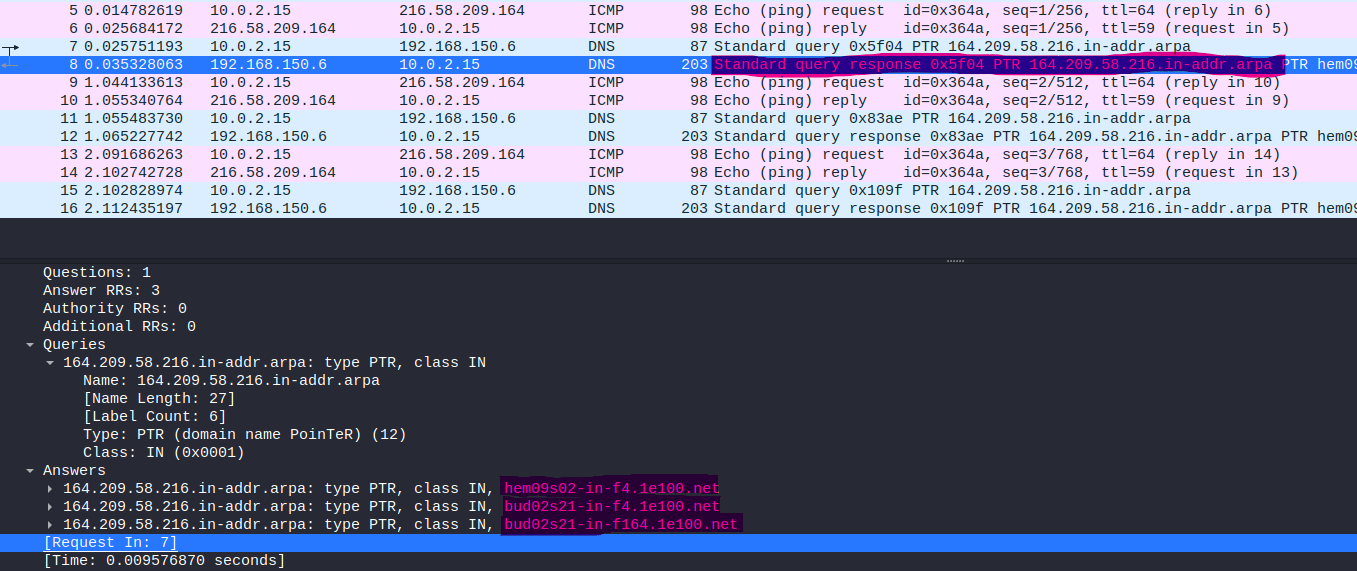 5 0.014782619 10.0.2.15 216.58.209.164 ICMP 98 Echo (ping) request id=0x364a, seq=1/256, ttl=64 (reply in 6)
6 0.025684172 216.58.209.164 10.0.2.15 ICMP 98 Echo (ping) reply id=0x364a, seq=1/256, ttl=59 (request in 5)
7 0.025751193 10.0.2.15 192.168.150.6 DNS 87 Standard query 0x5f04 PTR 164.209.58.216.in-addr.arpa
8 0.035328063 192.168.150.6 10.0.2.15 DNS 203 Standard query response 0x5f04 PTR 164.209.58.216.in-addr.arpa PTR hem09
9 1.044133613 10.0.2.15 216.58.209.164 ICMP 98 Echo (ping) request id=0x364a, seq=2/512, ttl=64 (reply in 10)
10 1.055340764 216.58.209.164 10.0.2.15 ICMP 98 Echo (ping) reply id=0x364a, seq=2/512, ttl=59 (request in 9)
11 1.055483730 10.0.2.15 192.168.150.6 DNS 87 Standard query 0x83ae PTR 164.209.58.216.in-addr.arpa
12 1.065227742 192.168.150.6 10.0.2.15 DNS 203 Standard query response 0x83ae PTR 164.209.58.216.in-addr.arpa PTR hem09
13 2.091686263 10.0.2.15 216.58.209.164 ICMP 98 Echo (ping) request id=0x364a, seq=3/768, ttl=64 (reply in 14)
14 2.102742728 216.58.209.164 10.0.2.15 ICMP 98 Echo (ping) reply id=0x364a, seq=3/768, ttl=59 (request in 13)
15 2.102828974 10.0.2.15 192.168.150.6 DNS 87 Standard query 0x109f PTR 164.209.58.216.in-addr.arpa
16 2.112435197 192.168.150.6 10.0.2.15 DNS 203 Standard query response 0x109f PTR 164.209.58.216.in-addr.arpa PTR hem09
Questions: 1
Answer RRs: 3
Authority RRs: 0
Additional RRs: 0
Queries
164.209.58.216.in-addr.arpa: type PTR, class IN
Name: 164.209.58.216.in-addr.arpa
[Name Length: 27]
[Label Count: 6]
Type: PTR (domain name PoinTeR) (12)
Class: IN (0x0001)
Answers
164.209.58.216.in-addr.arpa: type PTR, class IN, hem09s02-in-f4.1e100.net
164.209.58.216.in-addr.arpa: type PTR, class IN, bud02s21-in-f4.1e100.net
164.209.58.216.in-addr.arpa: type PTR, class IN, bud02s21-in-f164.1e100.net
[Request In: 7]
[Time: 0.009576870 seconds]